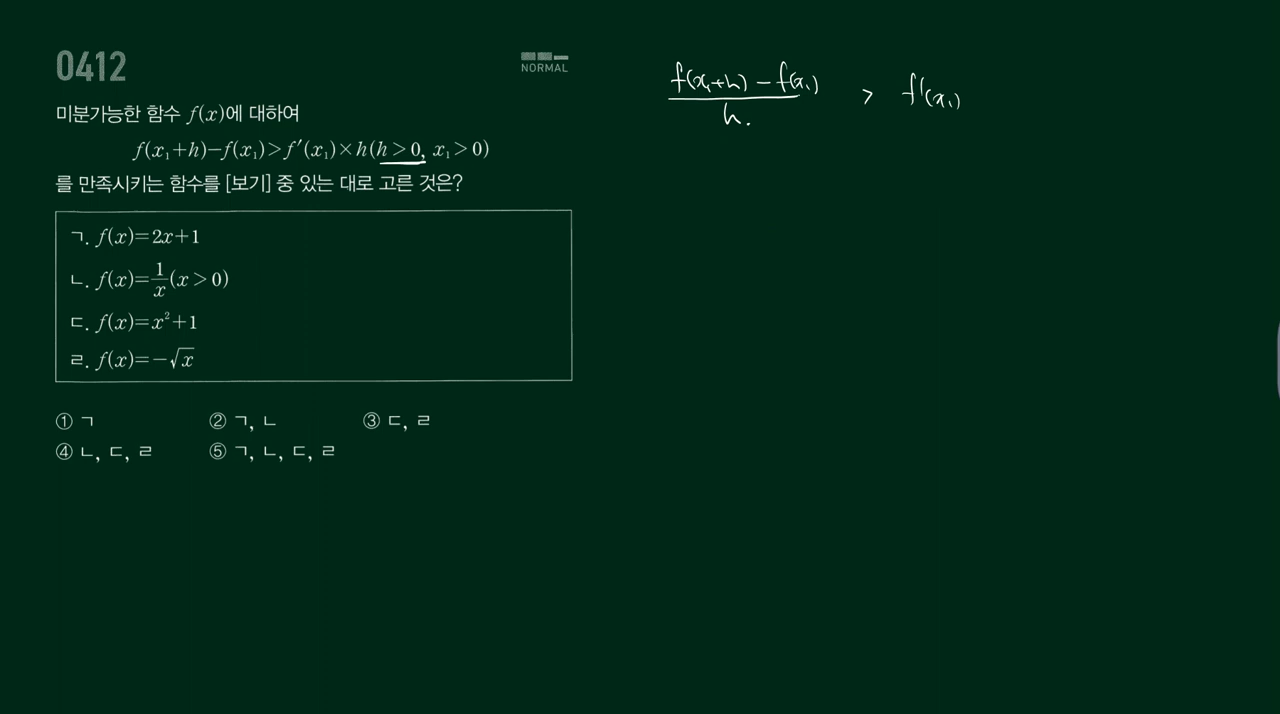 0412
NORMAL
미분가능한 함수 f(x)에 대하여
f(x₁+h)−f(x₁)>f′(x₁)×h(h>0, x₁>0)
를 만족시키는 함수를 [보기] 중 있는 대로 고른 것은?
ㄱ. f(x)=2x+1
ㄴ. f(x)=1/x(x>0)
ㄷ. f(x)=x²+1
ㄹ. f(x)=−√x
① ㄱ ② ㄱ, ㄴ ③ ㄷ, ㄹ
④ ㄴ, ㄷ, ㄹ ⑤ ㄱ, ㄴ, ㄷ, ㄹ
f(x₁+h) − f(x₁) / h. > f′(x₁)